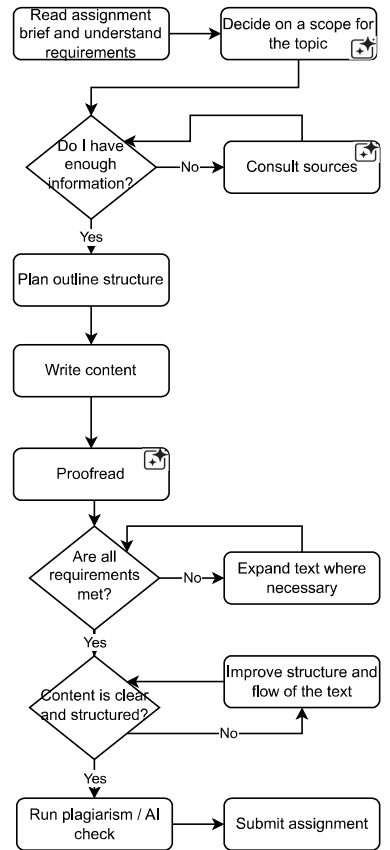 Read assignment
brief and understand
requirements
Decide on a scope for
the topic
Do I have
enough
information?
No
Consult sources
Yes
Plan outline structure
Write content
Proofread
Are all
requirements
met?
No
Expand text where
necessary
Yes
Content is clear
and structured?
Improve structure and
flow of the text
No
Yes
Run plagiarism / AI
check
Submit assignment